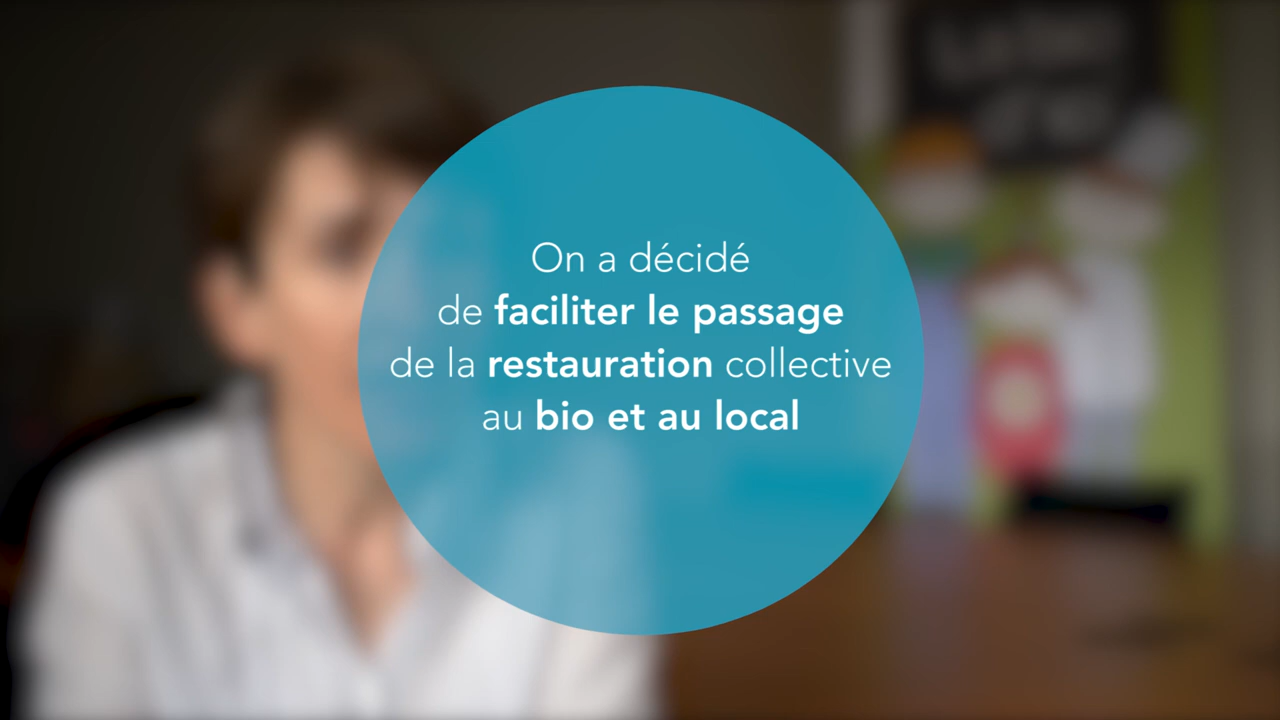 On a décidé
de faciliter le passage
de la restauration collective
au bio et au local